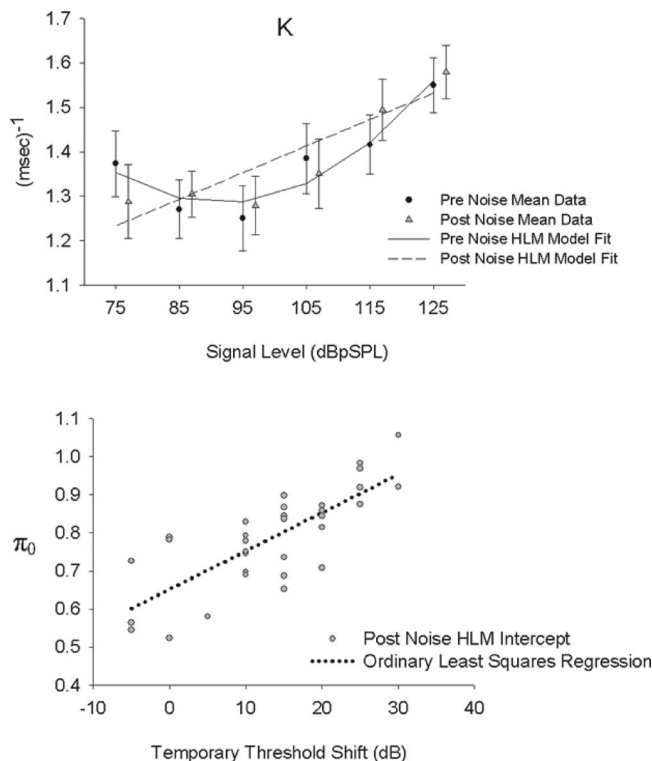 K
1.7
1.6
1.5
1.4
1.3
1.2
1.1
(msec)-1
Pre Noise Mean Data
Post Noise Mean Data
Pre Noise HLM Model Fit
Post Noise HLM Model Fit
75 85 95 105 115 125
Signal Level (dBpSPL)
1.1
1.0
0.9
0.8
0.7
0.6
0.5
0.4
π0
Post Noise HLM Intercept
Ordinary Least Squares Regression
-10 0 10 20 30 40
Temporary Threshold Shift (dB)